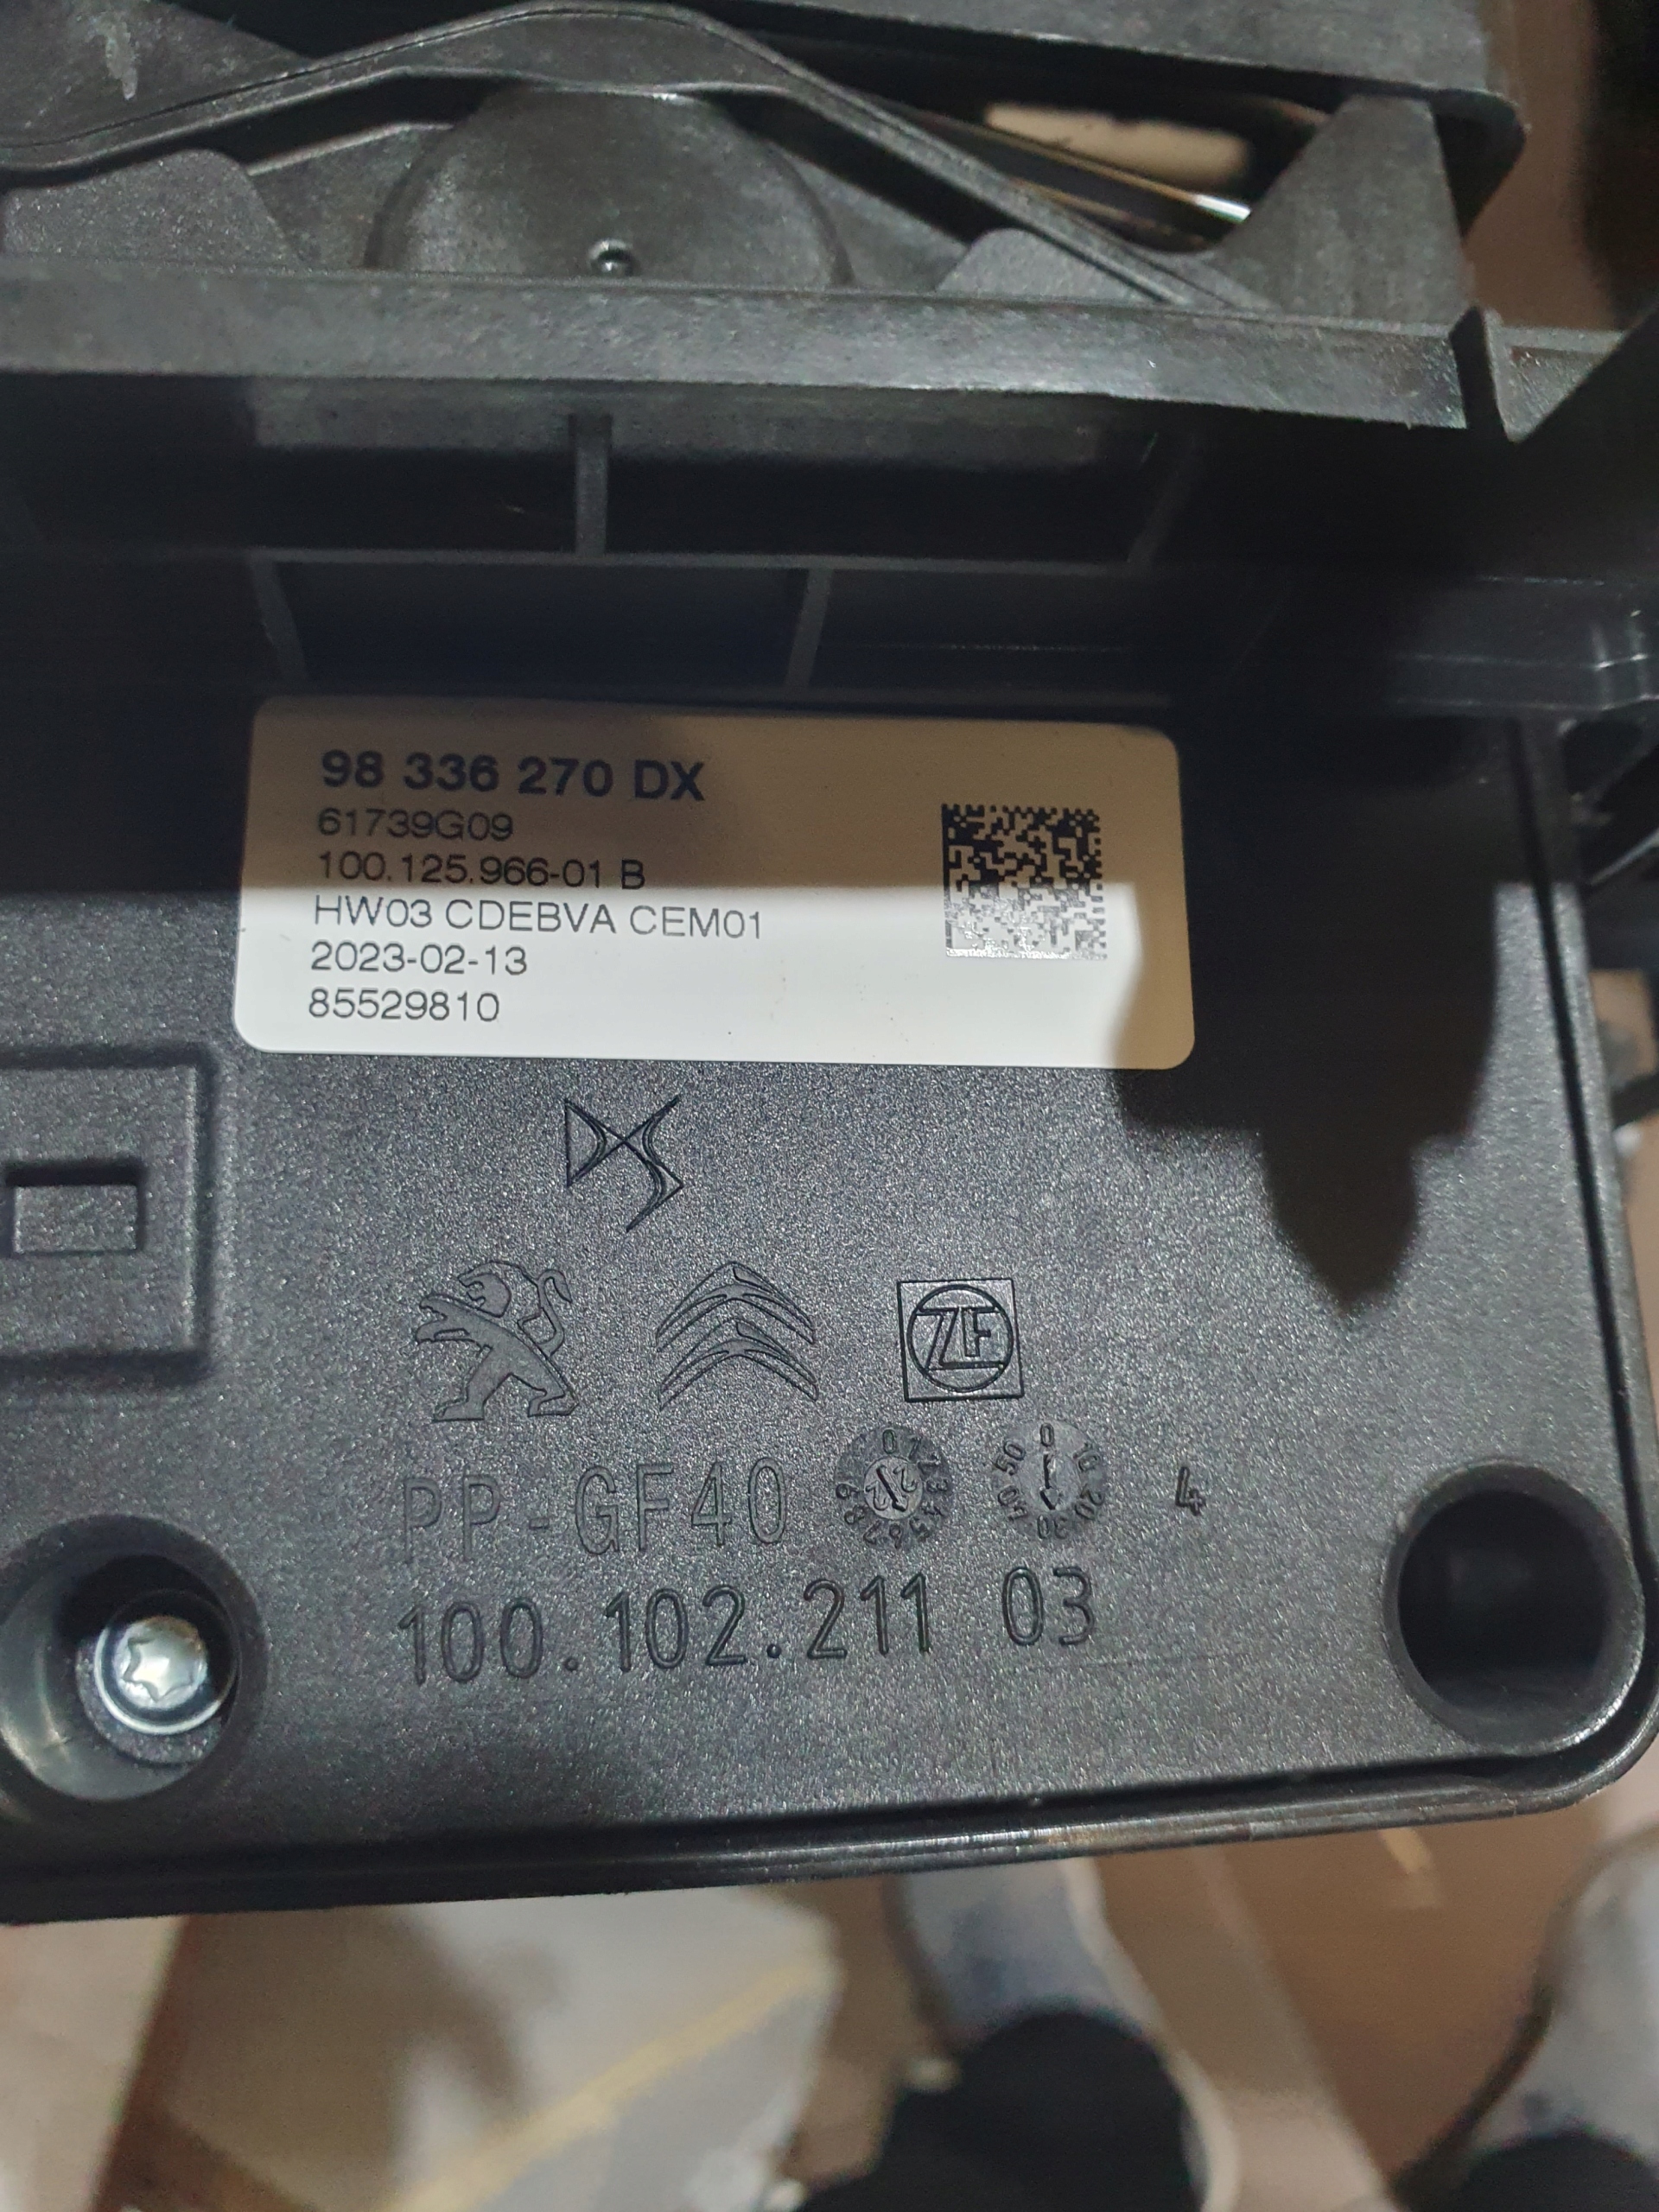 98 336 270 DX
61739G09
100.125.966-01 B
HW03 CDEBVA CEM01
2023-02-13
85529810
DS
ZF
PP-GF40 4
100.102.211 03